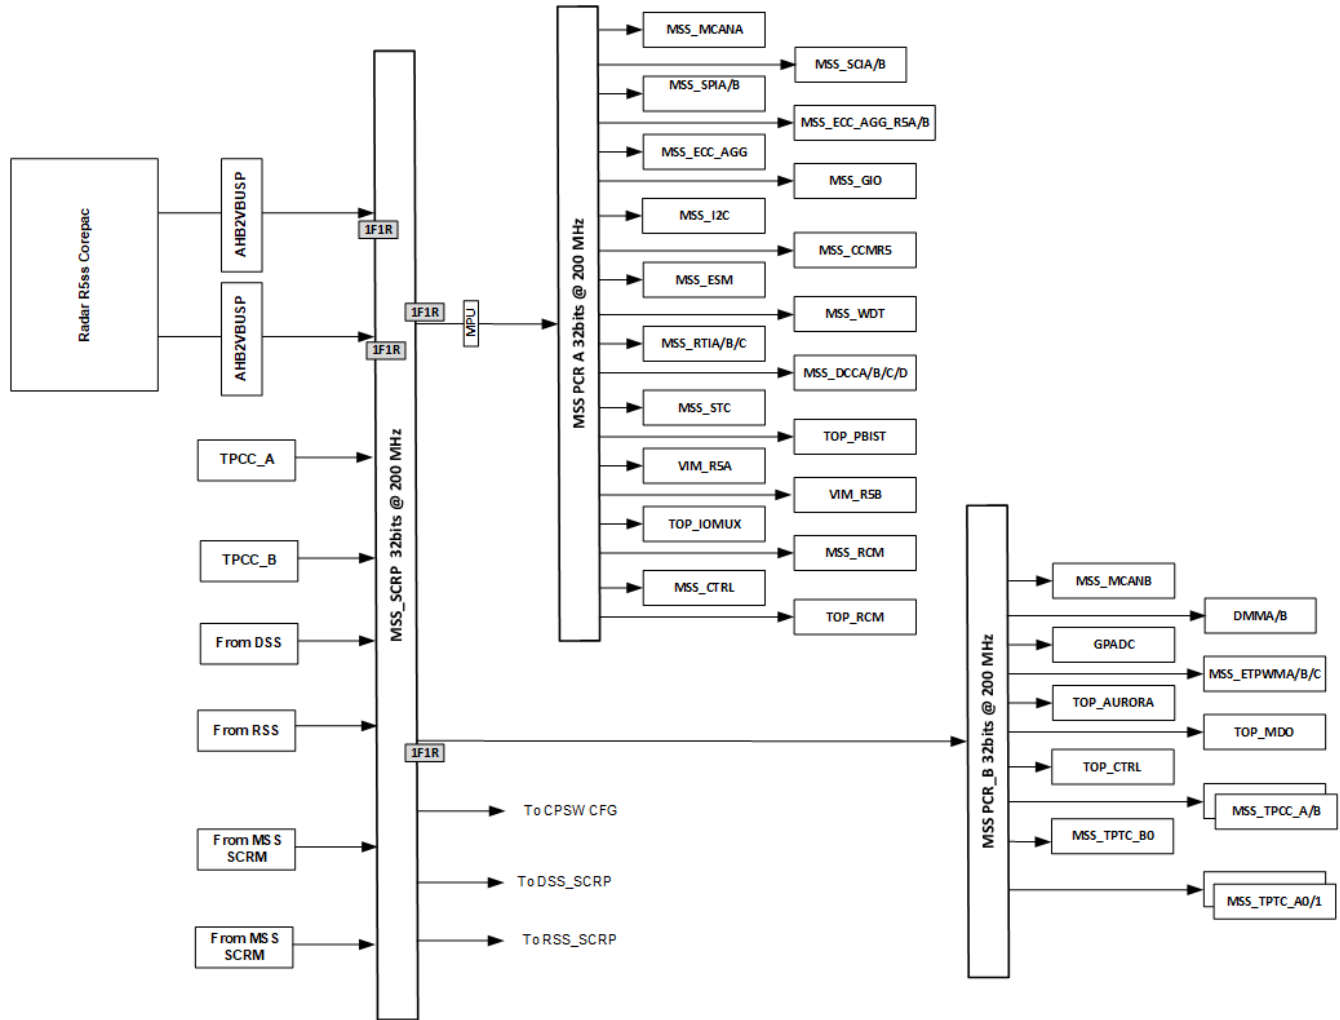 Radar R5ss Corepac
AHB2VBUSP
AHB2VBUSP
TPCC_A
TPCC_B
From DSS
From RSS
From MSS
SCRM
From MSS
SCRM
1F1R
1F1R
MSS_SCRP 32bits @ 200 MHz
1F1R
MPU
1F1R
To CPSW CFG
To DSS_SCRP
To RSS_SCRP
MSS PCR A 32bits @ 200 MHz
MSS_MCANA
MSS_SCIA/B
MSS_SPIA/B
MSS_ECC_AGG_R5A/B
MSS_ECC_AGG
MSS_GIO
MSS_I2C
MSS_CCMR5
MSS_ESM
MSS_WDT
MSS_RTIA/B/C
MSS_DCCA/B/C/D
MSS_STC
TOP_PBIST
VIM_R5A
VIM_R5B
TOP_IOMUX
MSS_RCM
MSS_CTRL
TOP_RCM
MSS PCR_B 32bits @ 200 MHz
MSS_MCANB
DMMA/B
GPADC
MSS_ETPWMA/B/C
TOP_AURORA
TOP_MDO
TOP_CTRL
MSS_TPCC_A/B
MSS_TPTC_B0
MSS_TPTC_A0/1